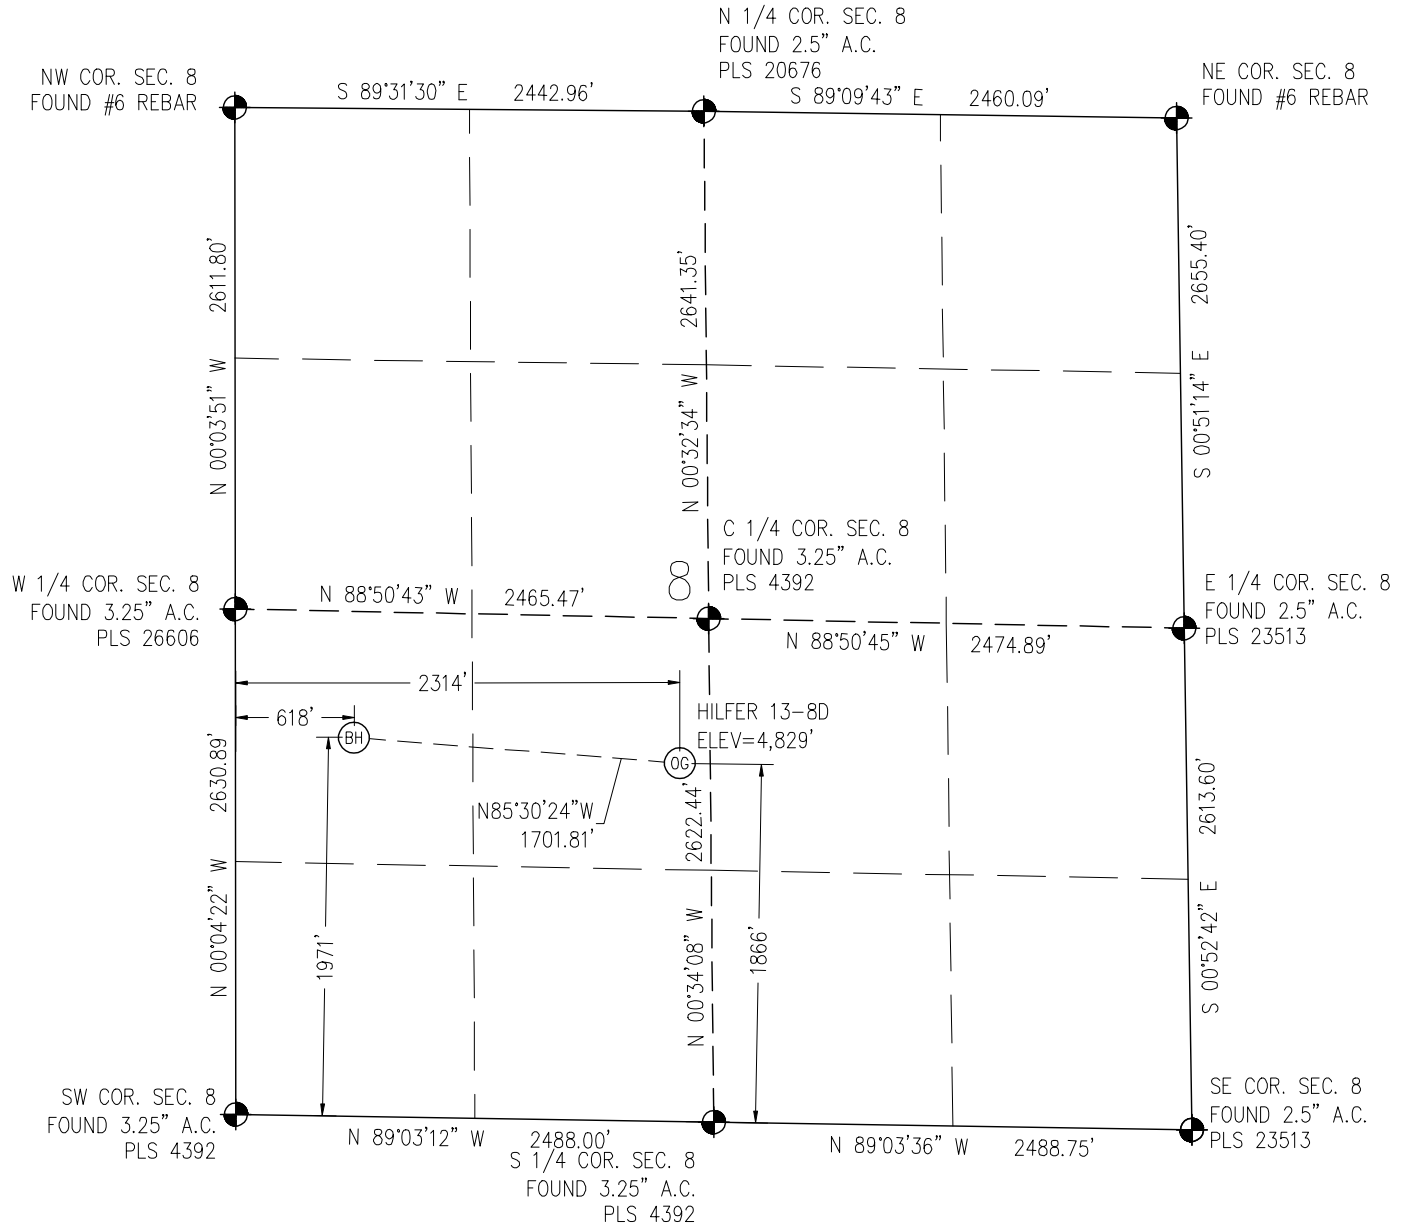 N 1/4 COR. SEC. 8
FOUND 2.5" A.C.
PLS 20676
NW COR. SEC. 8
FOUND #6 REBAR
NE COR. SEC. 8
FOUND #6 REBAR
S 89°31'30" E 2442.96'
S 89°09'43" E 2460.09'
N 00°03'51" W 2611.80'
N 00°32'34" W 2641.35'
S 00°51'14" E 2655.40'
C 1/4 COR. SEC. 8
FOUND 3.25" A.C.
PLS 4392
8
W 1/4 COR. SEC. 8
FOUND 3.25" A.C.
PLS 26606
E 1/4 COR. SEC. 8
FOUND 2.5" A.C.
PLS 23513
N 88°50'43" W 2465.47'
N 88°50'45" W 2474.89'
2314'
618'
HILFER 13-8D
ELEV=4,829'
BH
OG
N85°30'24"W
1701.81'
N 00°04'22" W 2630.89'
N 00°34'08" W 2622.44'
S 00°52'42" E 2613.60'
1971'
1866'
SW COR. SEC. 8
FOUND 3.25" A.C.
PLS 4392
SE COR. SEC. 8
FOUND 2.5" A.C.
PLS 23513
N 89°03'12" W 2488.00'
N 89°03'36" W 2488.75'
S 1/4 COR. SEC. 8
FOUND 3.25" A.C.
PLS 4392